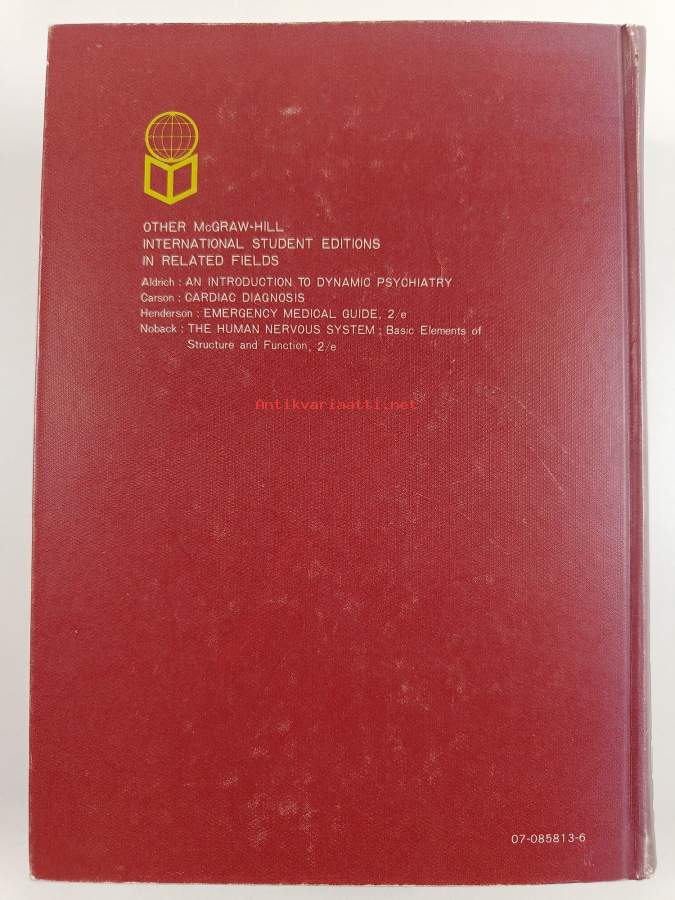 OTHER McGRAW-HILL
INTERNATIONAL STUDENT EDITIONS
IN RELATED FIELDS
Aldrich : AN INTRODUCTION TO DYNAMIC PSYCHIATRY
Carson : CARDIAC DIAGNOSIS
Henderson : EMERGENCY MEDICAL GUIDE, 2/e
Noback : THE HUMAN NERVOUS SYSTEM ; Basic Elements of
Structure and Function, 2/e
Antikvariaatti.net
07-085813-6